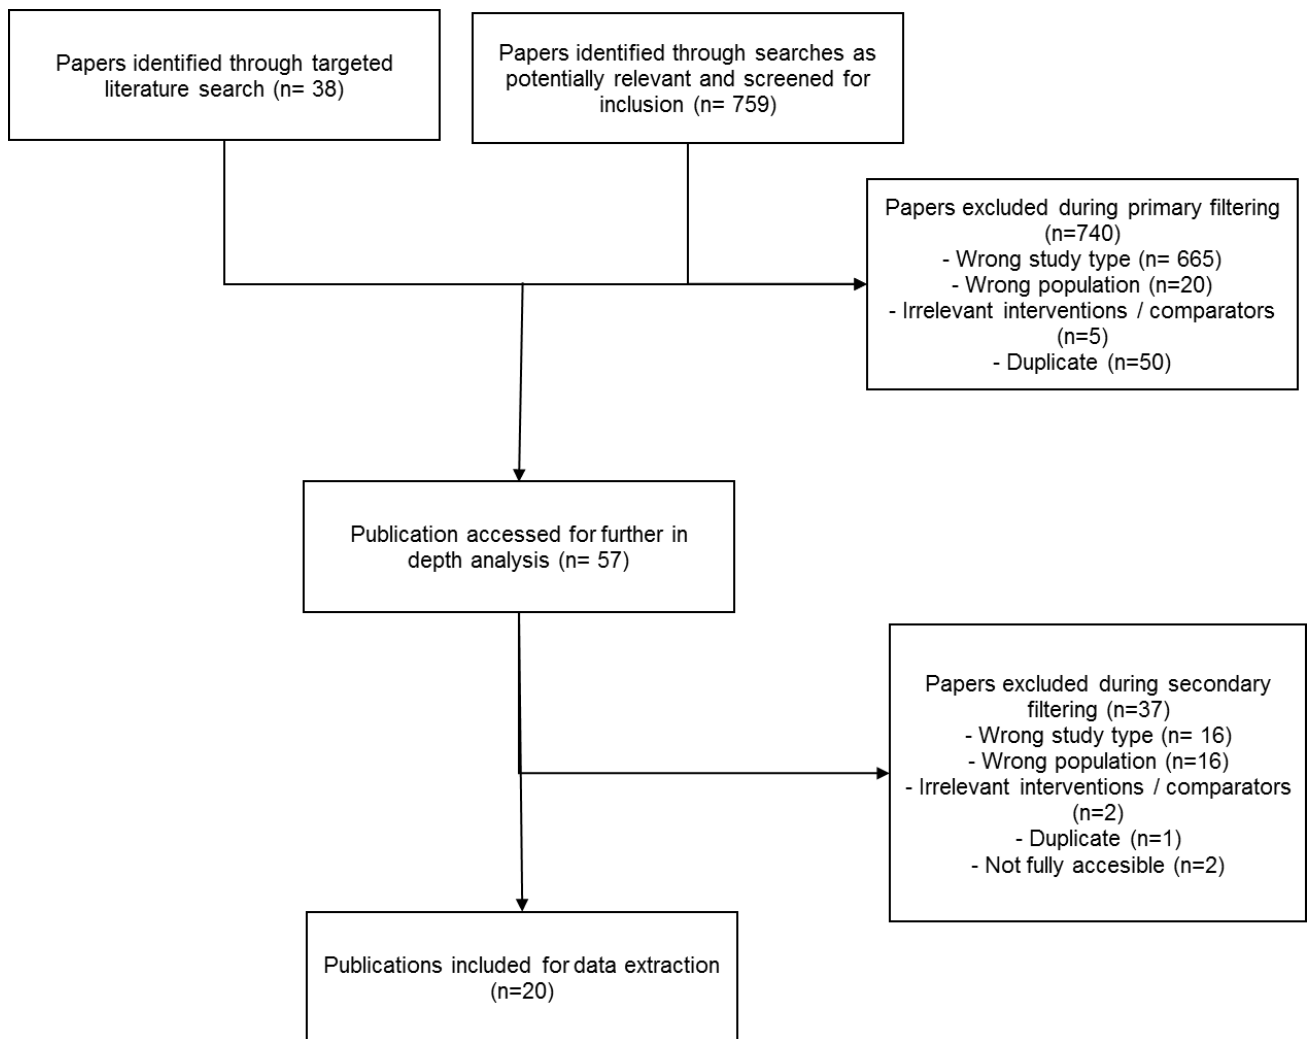 Papers identified through targeted
literature search (n= 38)
Papers identified through searches as
potentially relevant and screened for
inclusion (n= 759)
Papers excluded during primary filtering
(n=740)
- Wrong study type (n= 665)
- Wrong population (n=20)
- Irrelevant interventions / comparators
(n=5)
- Duplicate (n=50)
Publication accessed for further in
depth analysis (n= 57)
Papers excluded during secondary
filtering (n=37)
- Wrong study type (n= 16)
- Wrong population (n=16)
- Irrelevant interventions / comparators
(n=2)
- Duplicate (n=1)
- Not fully accesible (n=2)
Publications included for data extraction
(n=20)